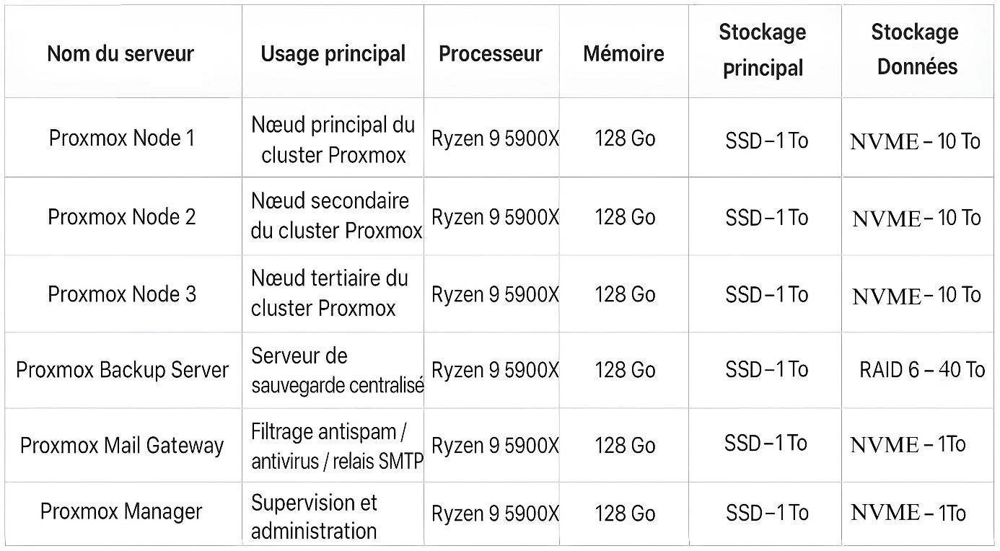 Nom du serveur
Usage principal
Processeur
Mémoire
Stockage
principal
Stockage
Données
Proxmox Node 1
Nœud principal du
cluster Proxmox
Ryzen 9 5900X
128 Go
SSD–1 To
NVME – 10 To
Proxmox Node 2
Nœud secondaire
du cluster Proxmox
Ryzen 9 5900X
128 Go
SSD–1 To
NVME – 10 To
Proxmox Node 3
Nœud tertiaire du
cluster Proxmox
Ryzen 9 5900X
128 Go
SSD–1 To
NVME – 10 To
Proxmox Backup Server
Serveur de
sauvegarde centralisé
Ryzen 9 5900X
128 Go
SSD–1 To
RAID 6 – 40 To
Proxmox Mail Gateway
Filtrage antispam /
antivirus / relais SMTP
Ryzen 9 5900X
128 Go
SSD–1 To
NVME – 1To
Proxmox Manager
Supervision et
administration
Ryzen 9 5900X
128 Go
SSD–1 To
NVME – 1To